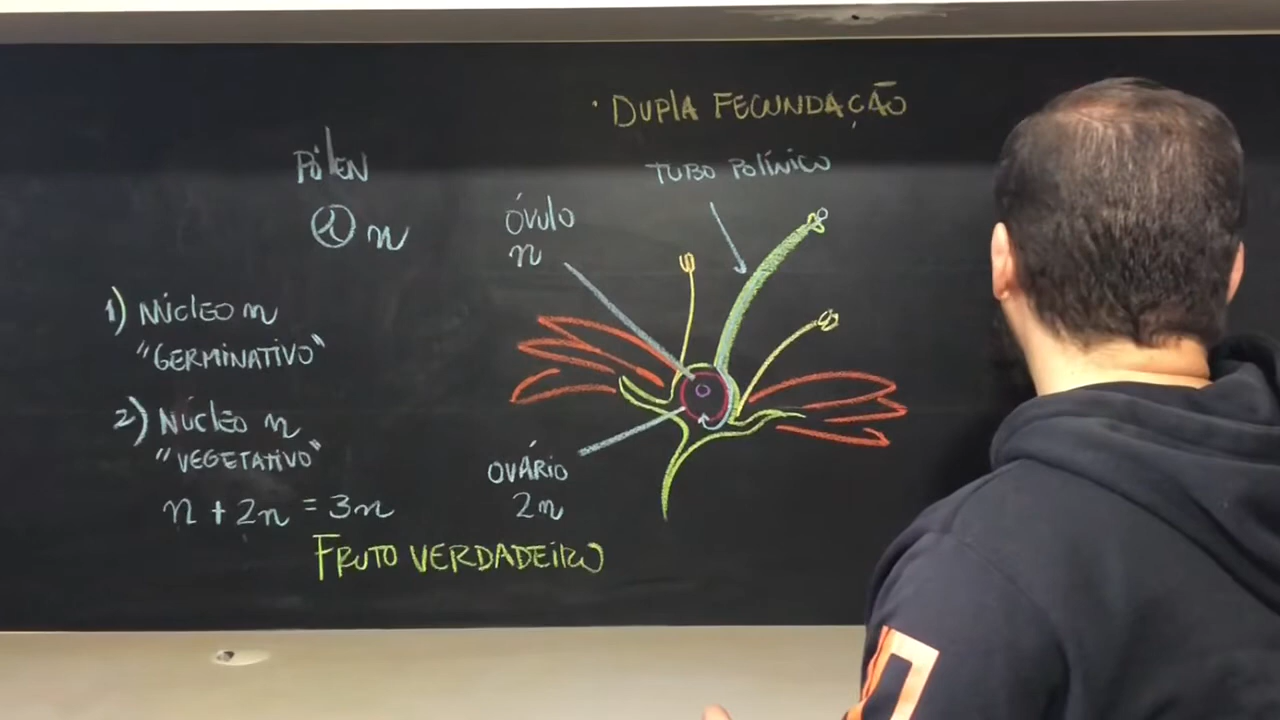 • DUPLA FECUNDAÇÃO
PÓLEN
n
TUBO POLÍNICO
ÓVULO
n
1) NÚCLEO n
"GERMINATIVO"
2) NÚCLEO n
"VEGETATIVO"
n + 2n = 3n
OVÁRIO
2n
FRUTO VERDADEIRO